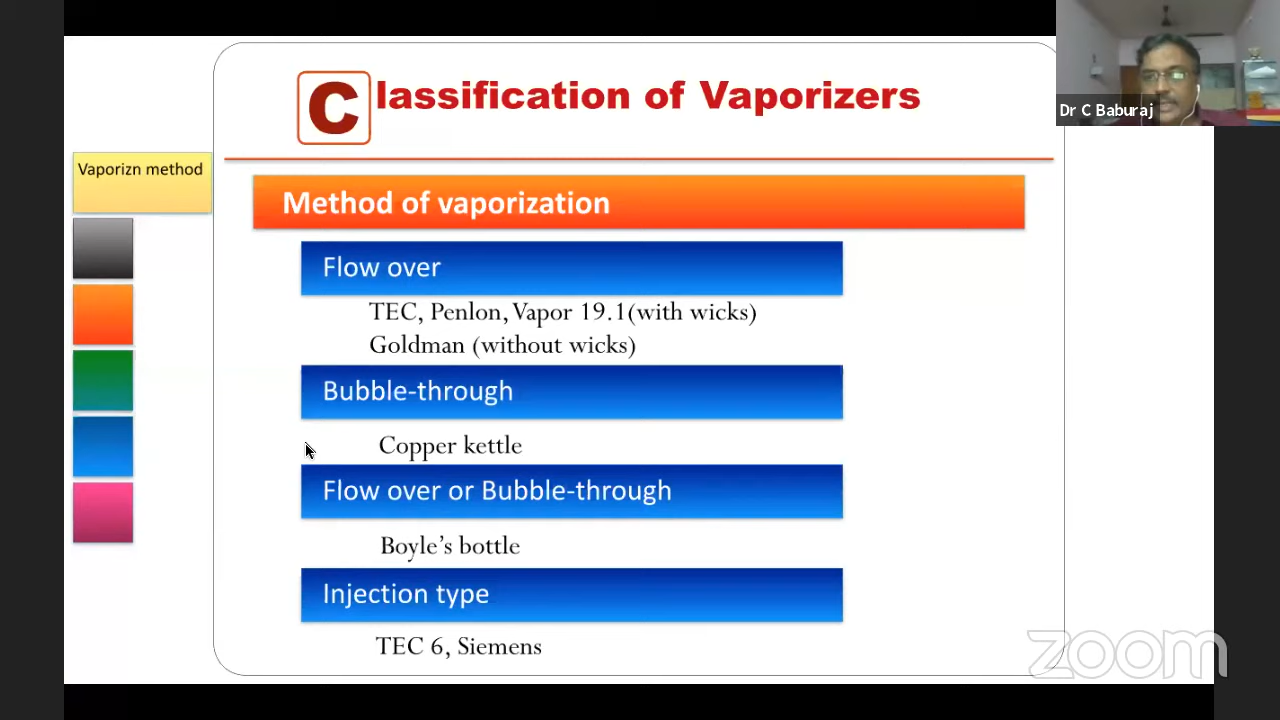 Classification of Vaporizers
Dr C Baburaj
Vaporizn method
Method of vaporization
Flow over
TEC, Penlon, Vapor 19.1(with wicks)
Goldman (without wicks)
Bubble-through
Copper kettle
Flow over or Bubble-through
Boyle's bottle
Injection type
TEC 6, Siemens
zoom